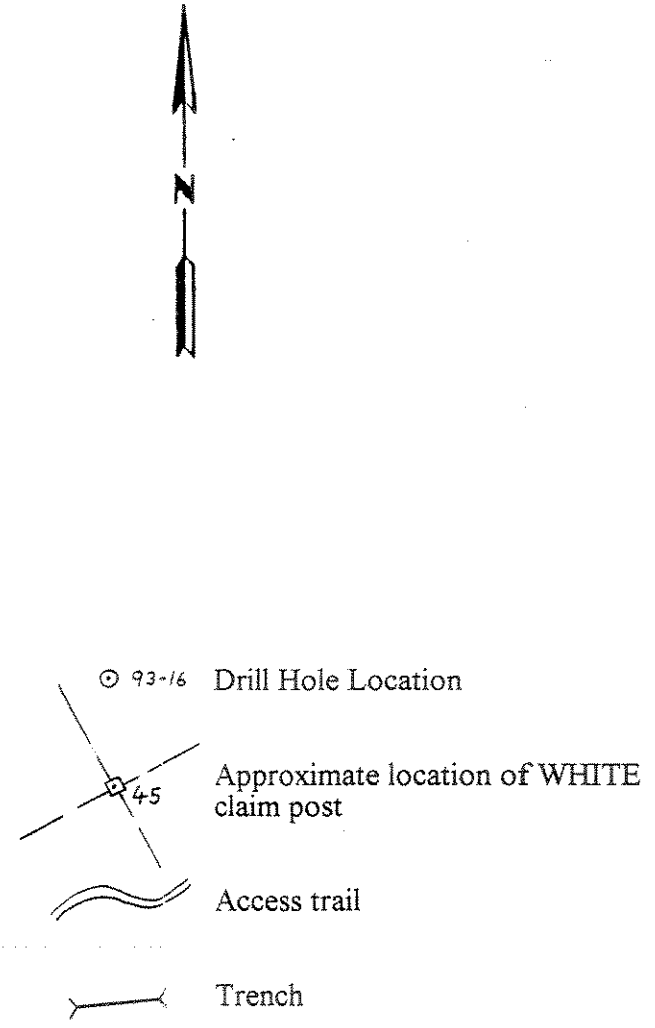 N
93-16 Drill Hole Location
45
Approximate location of WHITE
claim post
Access trail
Trench